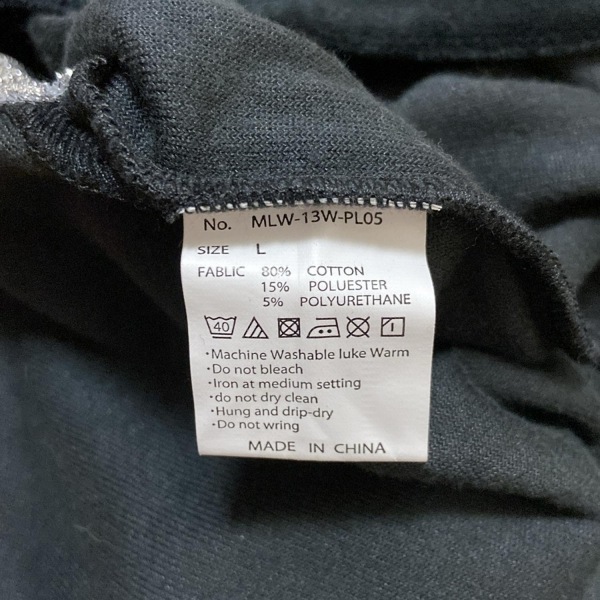 No. MLW-13W-PL05
SIZE L
FABLIC 80% COTTON
15% POLUESTER
5% POLYURETHANE
40
・Machine Washable luke Warm
・Do not bleach
・Iron at medium setting
・do not dry clean
・Hung and drip-dry
・Do not wring
MADE IN CHINA